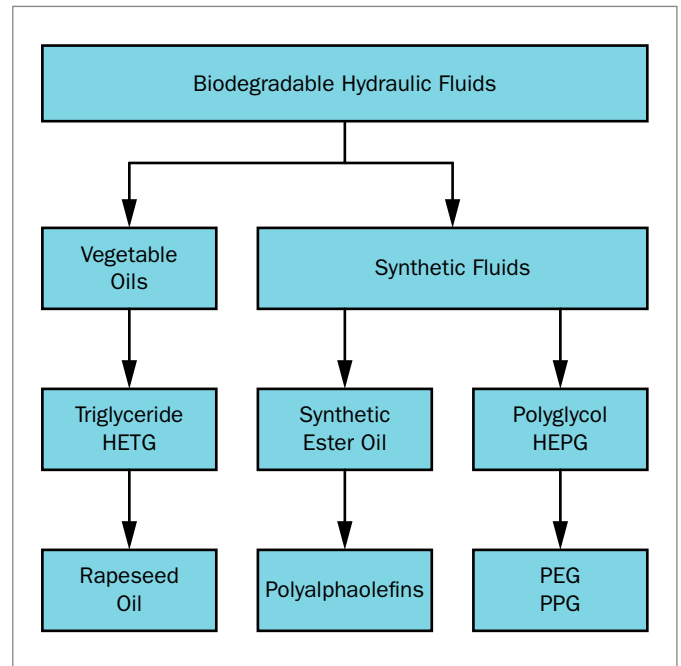 Biodegradable Hydraulic Fluids
Vegetable
Oils
Synthetic Fluids
Triglyceride
HETG
Synthetic
Ester Oil
Polyglycol
HEPG
Rapeseed
Oil
Polyalphaolefins
PEG
PPG